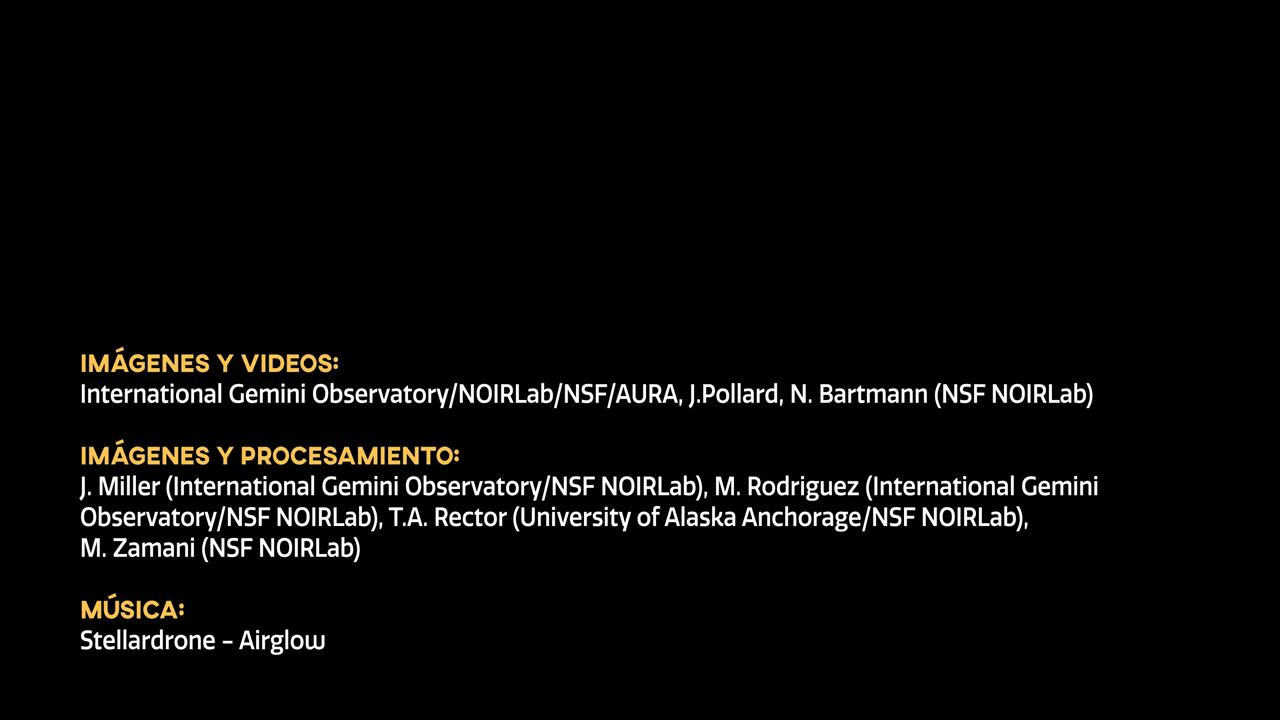 IMÁGENES Y VIDEOS:
International Gemini Observatory/NOIRLab/NSF/AURA, J.Pollard, N. Bartmann (NSF NOIRLab)
IMÁGENES Y PROCESAMIENTO:
J. Miller (International Gemini Observatory/NSF NOIRLab), M. Rodriguez (International Gemini
Observatory/NSF NOIRLab), T.A. Rector (University of Alaska Anchorage/NSF NOIRLab),
M. Zamani (NSF NOIRLab)
MÚSICA:
Stellardrone – Airglow